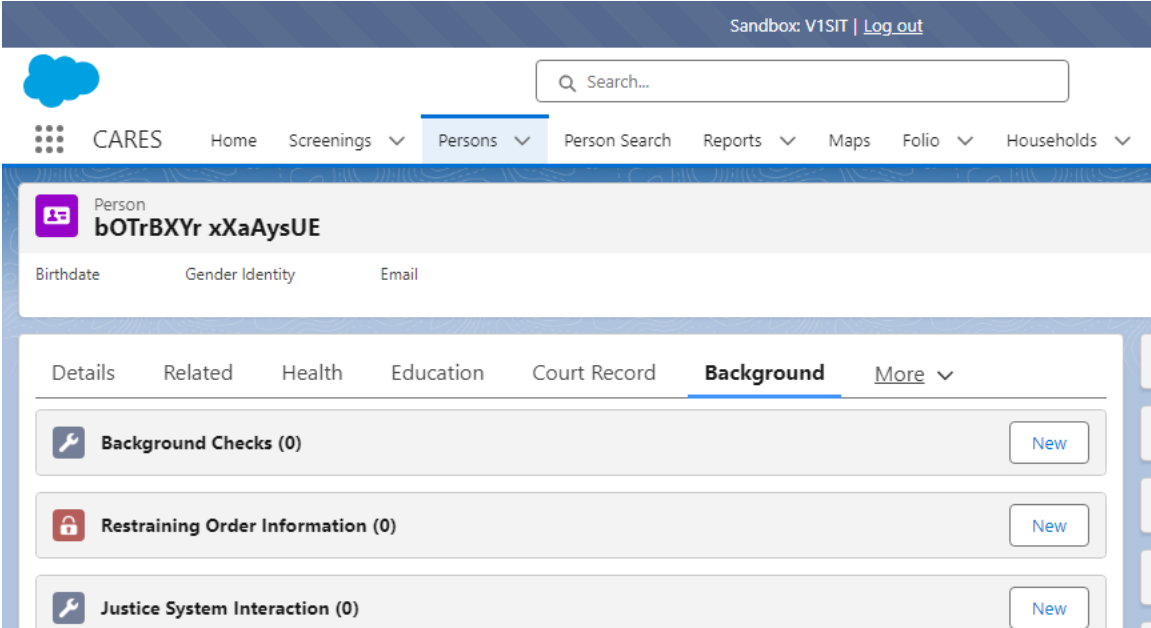 Sandbox: V1SIT | Log out
Search...
CARES Home Screenings Persons Person Search Reports Maps Folio Households
Person
bOTrBXYr xXaAysUE
Birthdate Gender Identity Email
Details Related Health Education Court Record Background More
Background Checks (0) New
Restraining Order Information (0) New
Justice System Interaction (0) New